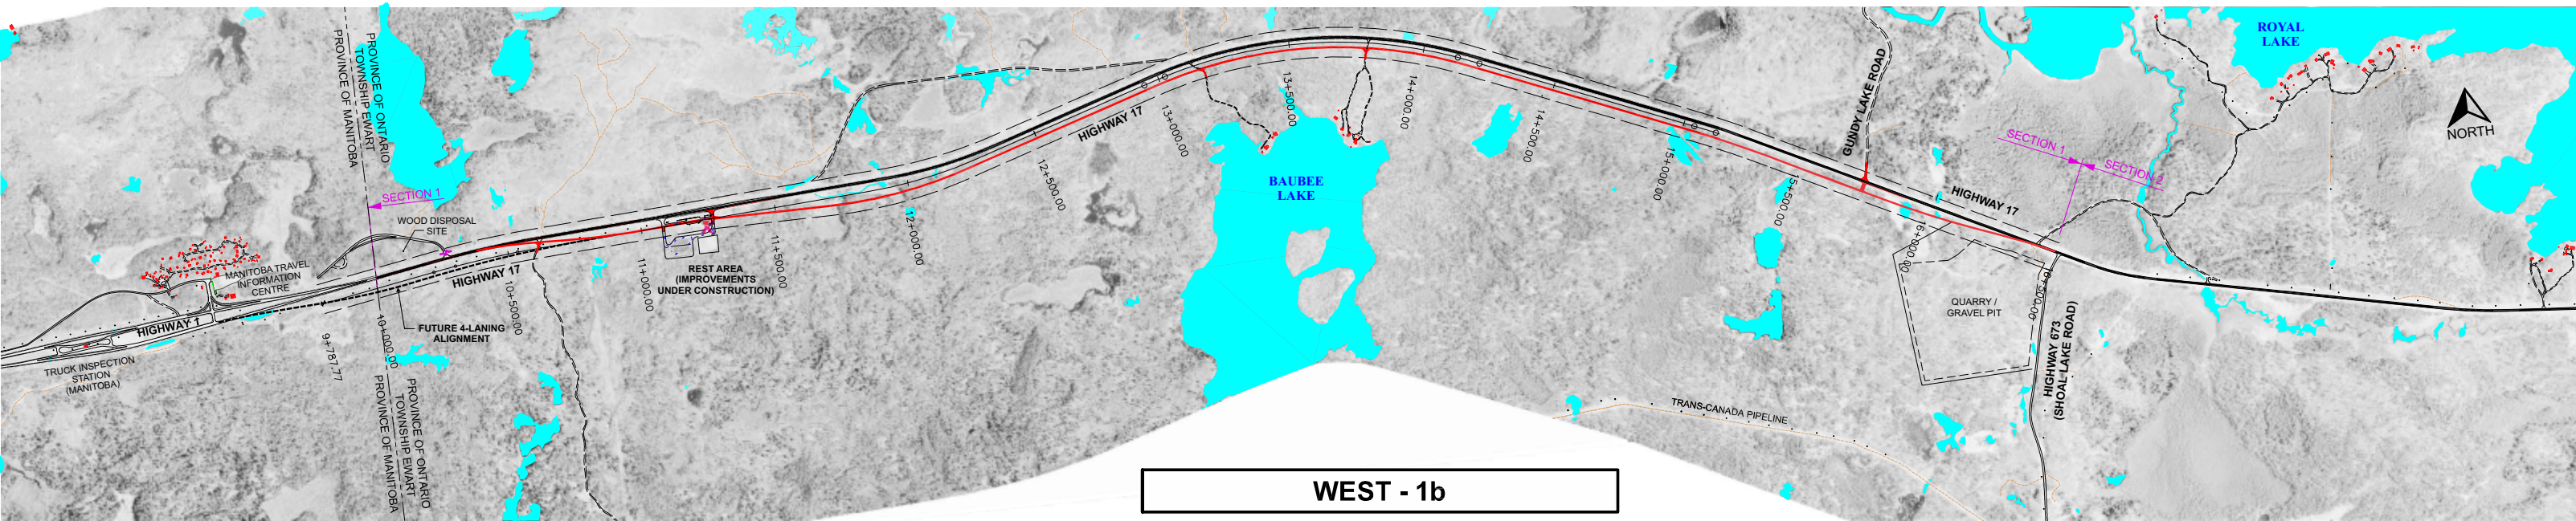 PROVINCE OF ONTARIO
TOWNSHIP EWART
PROVINCE OF MANITOBA
SECTION 1
WOOD DISPOSAL
SITE
MANITOBA TRAVEL
INFORMATION
CENTRE
HIGHWAY 1
TRUCK INSPECTION
STATION
(MANITOBA)
HIGHWAY 17
FUTURE 4-LANING
ALIGNMENT
9+787.77
10+000.00
PROVINCE OF ONTARIO
TOWNSHIP EWART
PROVINCE OF MANITOBA
10+500.00
REST AREA
(IMPROVEMENTS
UNDER CONSTRUCTION)
11+000.00
11+500.00
12+000.00
12+500.00
HIGHWAY 17
13+000.00
13+500.00
14+000.00
BAUBEE
LAKE
14+500.00
15+000.00
5+500.00
GUNDY LAKE ROAD
6+000.00
HIGHWAY 17
SECTION 1
SECTION 2
ROYAL
LAKE
NORTH
QUARRY /
GRAVEL PIT
16+500.00
HIGHWAY 673
(SHOAL LAKE ROAD)
TRANS-CANADA PIPELINE
WEST - 1b